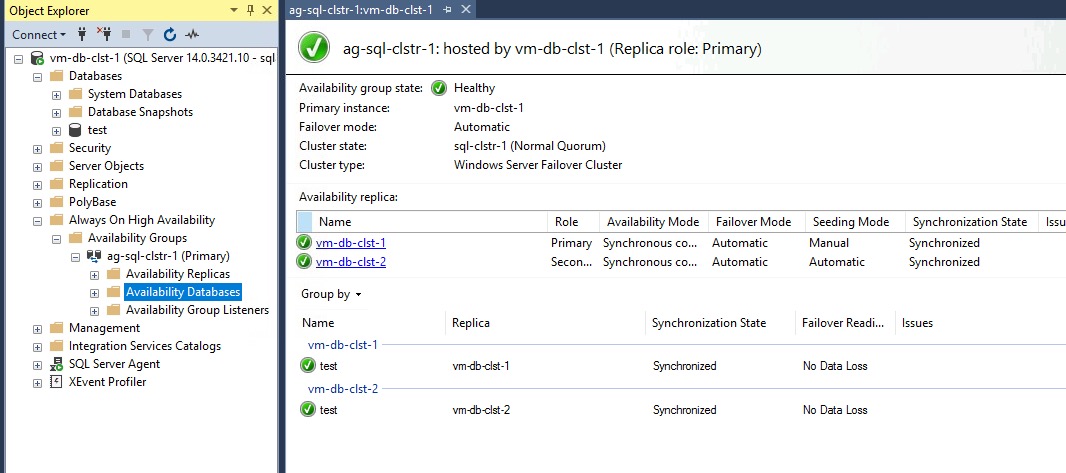 Object Explorer
Connect
vm-db-clst-1 (SQL Server 14.0.3421.10 - sql
Databases
System Databases
Database Snapshots
test
Security
Server Objects
Replication
PolyBase
Always On High Availability
Availability Groups
ag-sql-clstr-1 (Primary)
Availability Replicas
Availability Databases
Availability Group Listeners
Management
Integration Services Catalogs
SQL Server Agent
XEvent Profiler
ag-sql-clstr-1:vm-db-clst-1
ag-sql-clstr-1: hosted by vm-db-clst-1 (Replica role: Primary)
Availability group state: Healthy
Primary instance: vm-db-clst-1
Failover mode: Automatic
Cluster state: sql-clstr-1 (Normal Quorum)
Cluster type: Windows Server Failover Cluster
Availability replica:
Name Role Availability Mode Failover Mode Seeding Mode Synchronization State Issu
vm-db-clst-1 Primary Synchronous co... Automatic Manual Synchronized
vm-db-clst-2 Secon... Synchronous co... Automatic Automatic Synchronized
Group by
Name Replica Synchronization State Failover Readi... Issues
vm-db-clst-1
test vm-db-clst-1 Synchronized No Data Loss
vm-db-clst-2
test vm-db-clst-2 Synchronized No Data Loss